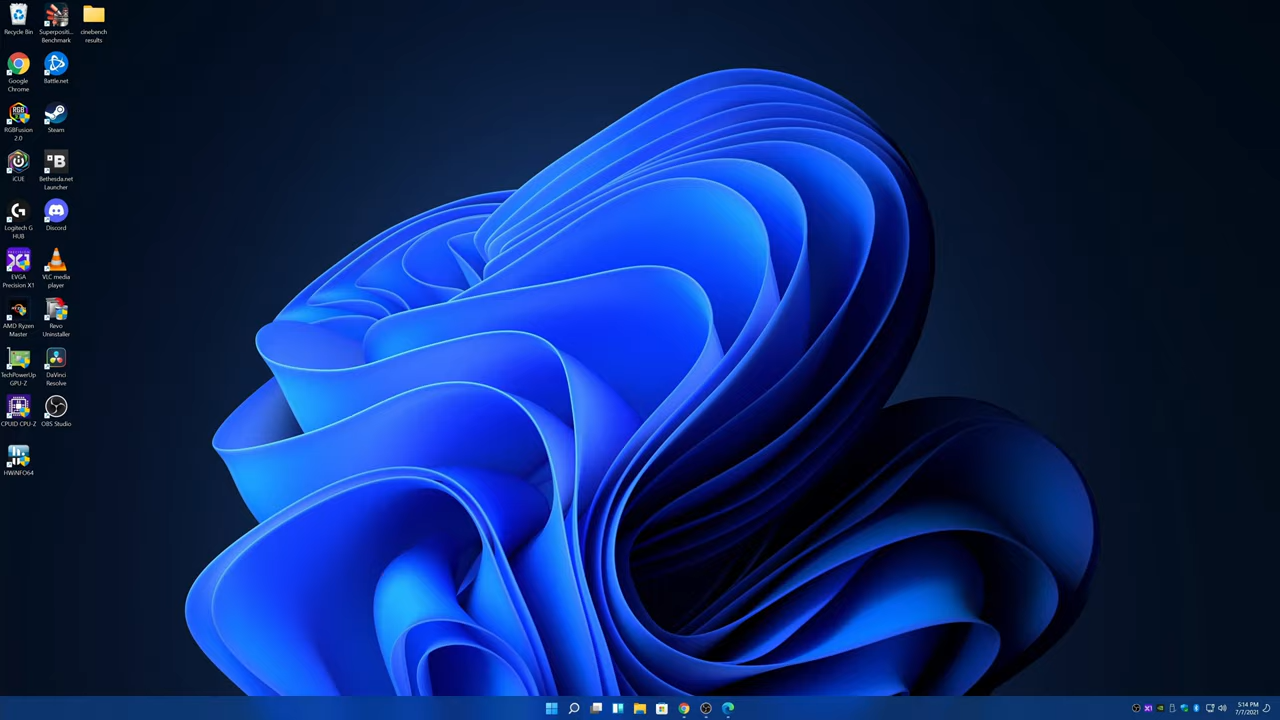 Recycle Bin
Superpositi...
Benchmark
cinebench
results
Google
Chrome
Battle.net
RGBFusion
2.0
Steam
iCUE
Bethesda.net
Launcher
Logitech G
HUB
Discord
EVGA
Precision X1
VLC media
player
AMD Ryzen
Master
Revo
Uninstaller
TechPowerUp
GPU-Z
DaVinci
Resolve
CPUID CPU-Z
OBS Studio
HWiNFO64
5:14 PM
7/7/2021